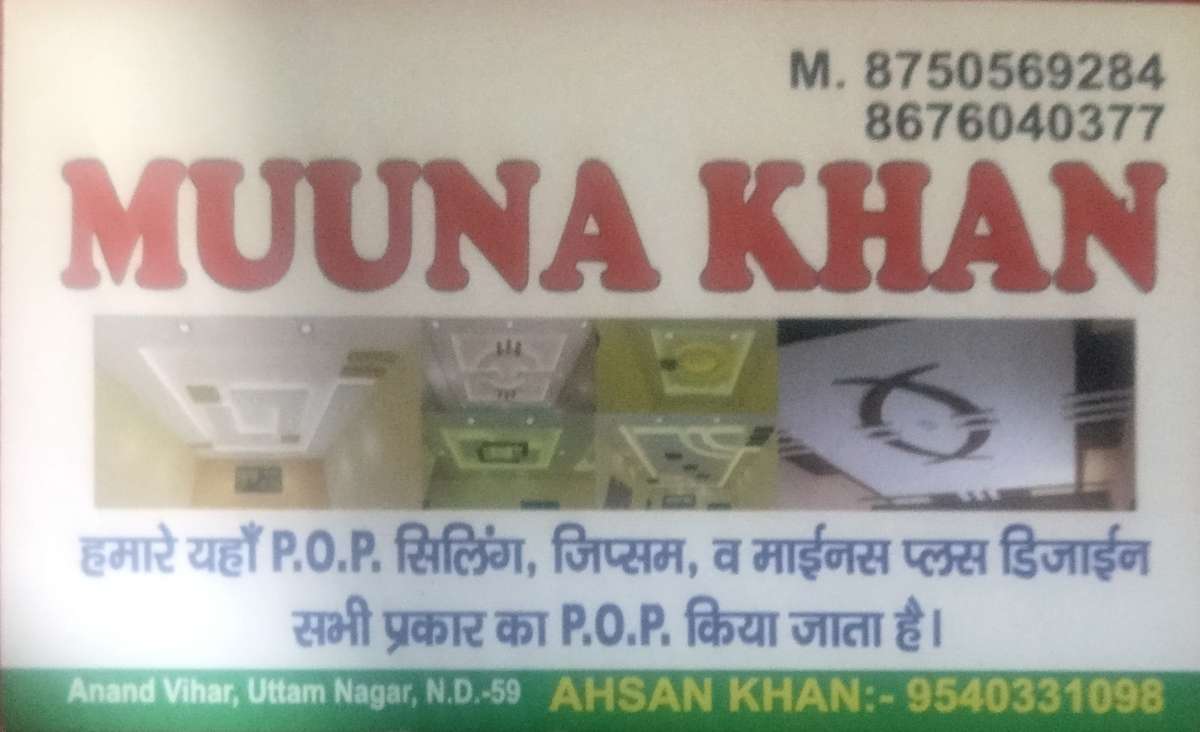 M. 8750569284
8676040377
MUUNA KHAN
हमारे यहाँ P.O.P. सिलिंग, जिप्सम, व माईनस प्लस डिजाईन
सभी प्रकार का P.O.P. किया जाता है।
Anand Vihar, Uttam Nagar, N.D.-59 AHSAN KHAN:- 9540331098